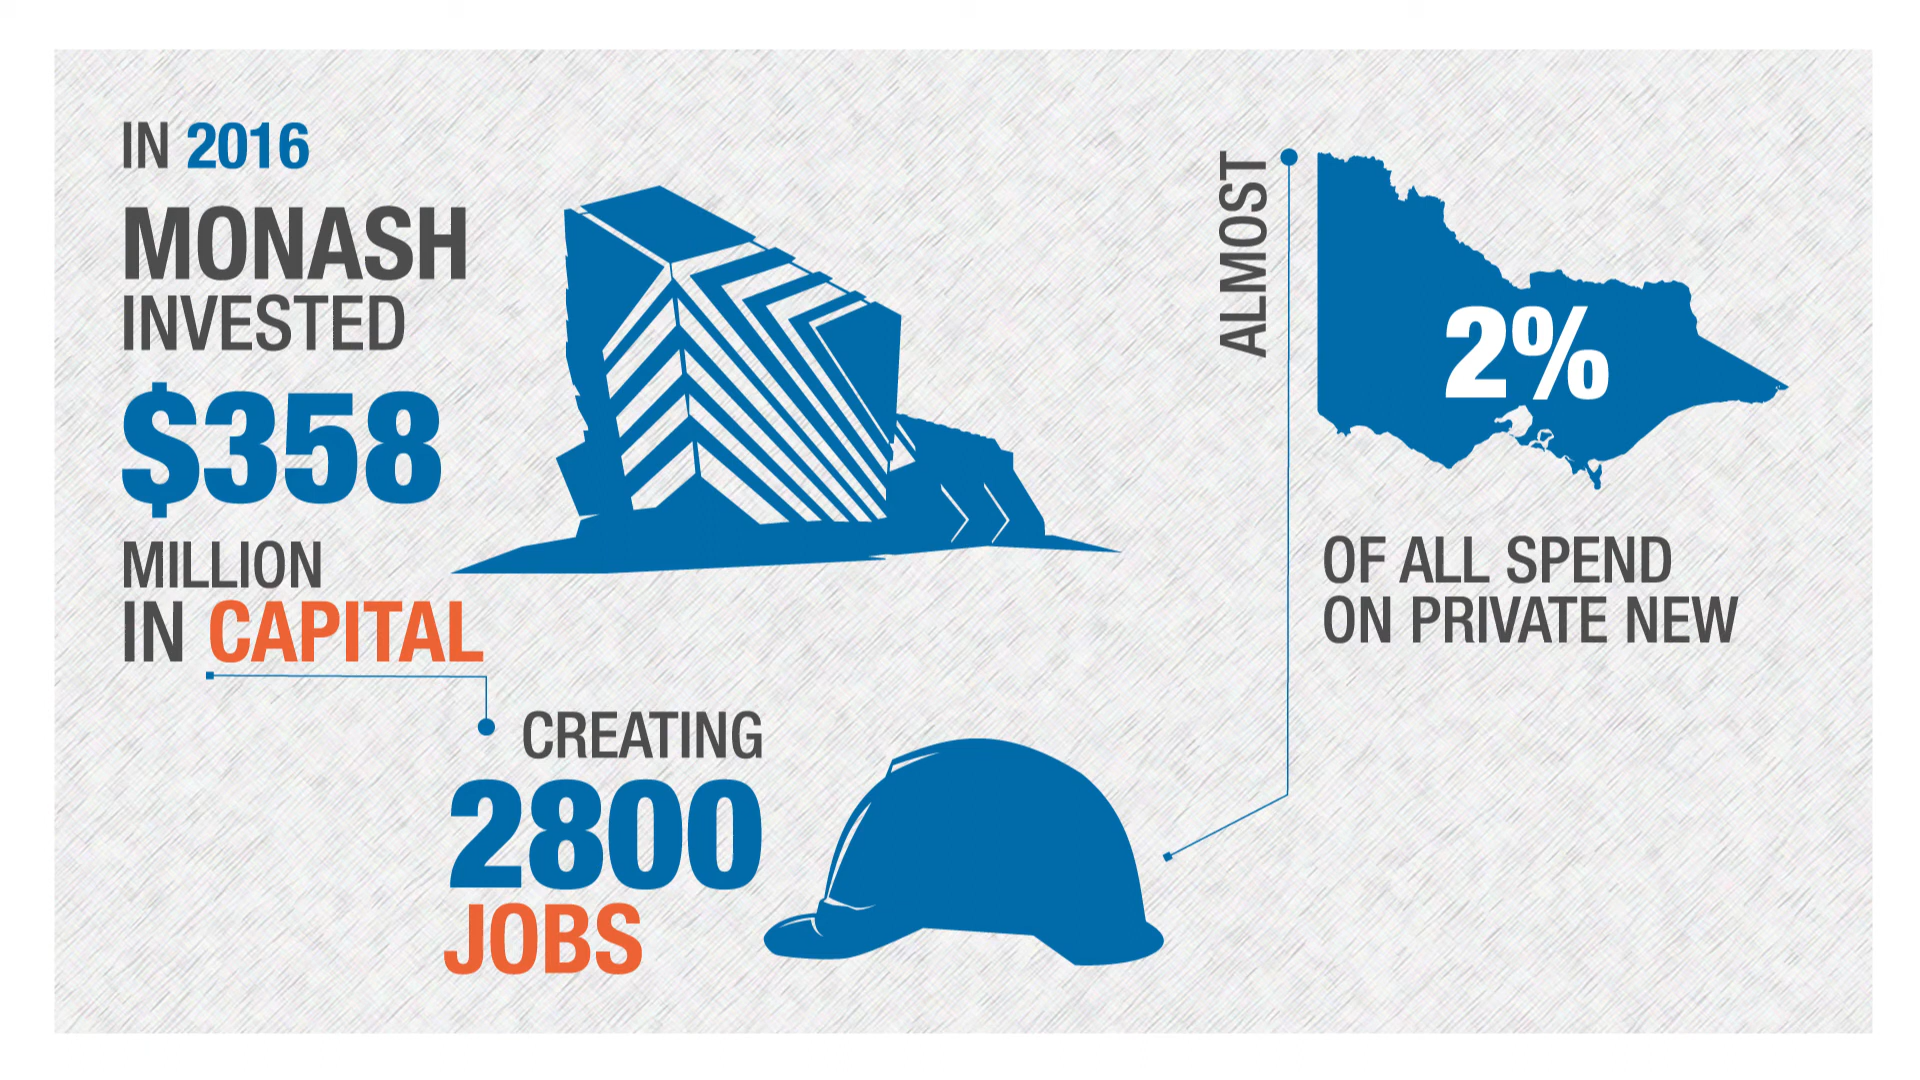 IN 2016
MONASH
INVESTED
$358
MILLION
IN CAPITAL
CREATING
2800
JOBS
ALMOST
2%
OF ALL SPEND
ON PRIVATE NEW